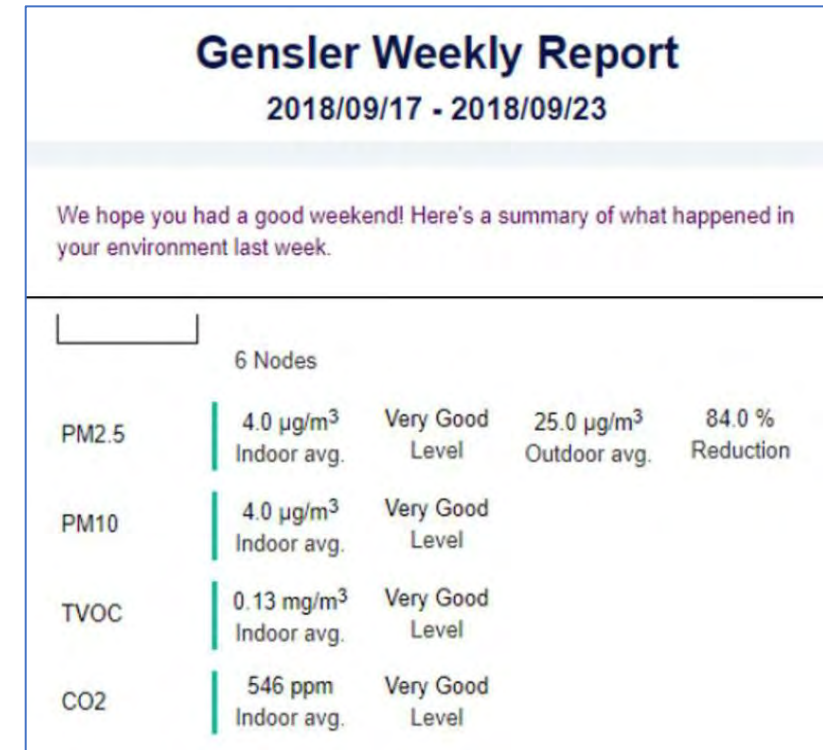 Gensler Weekly Report
2018/09/17 - 2018/09/23
We hope you had a good weekend! Here's a summary of what happened in
your environment last week.
6 Nodes
PM2.5
4.0 µg/m³ Very Good 25.0 µg/m³ 84.0 %
Indoor avg. Level Outdoor avg. Reduction
PM10
4.0 µg/m³ Very Good
Indoor avg. Level
TVOC
0.13 mg/m³ Very Good
Indoor avg. Level
CO2
546 ppm Very Good
Indoor avg. Level